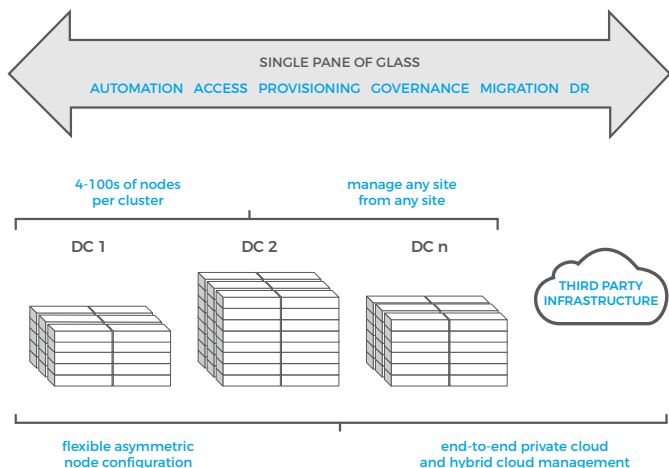 SINGLE PANE OF GLASS
AUTOMATION ACCESS PROVISIONING GOVERNANCE MIGRATION DR
4-100s of nodes
per cluster
manage any site
from any site
DC 1
DC 2
DC n
THIRD PARTY
INFRASTRUCTURE
flexible asymmetric
node configuration
end-to-end private cloud
and hybrid cloud management